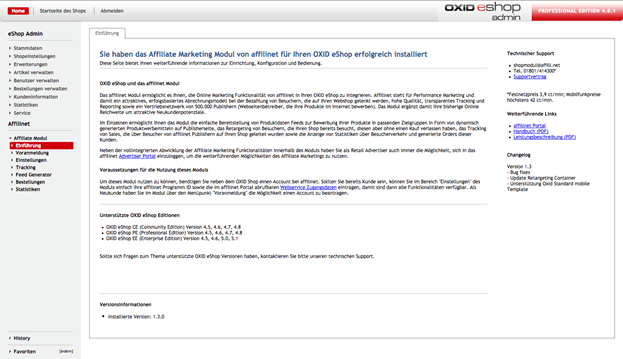 Home
Startseite des Shops
Abmelden
OXID eShop
admin
PROFESSIONAL EDITION 4.8.1
eShop Admin
Stammdaten
Shopeinstellungen
Erweiterungen
Artikel verwalten
Benutzer verwalten
Bestellungen verwalten
Kundeninformation
Statistiken
Service
Affilinet
Affiliate Modul
Einführung
Voranmeldung
Einstellungen
Tracking
Feed Generator
Bestellungen
Statistiken
History
Favoriten
[ändern]
Einführung
Sie haben das Affiliate Marketing Modul von affilinet für Ihren OXID eShop erfolgreich installiert
Diese Seite bietet Ihnen weiterführende Informationen zur Einrichtung, Konfiguration und Bedienung.
OXID eShop und das affilinet Modul
Das affilinet Modul ermöglicht es Ihnen, die Online Marketing Funktionalität von affilinet in Ihren OXID eShop zu integrieren. Affilinet steht für Performance Marketing und
damit ein attraktives, erfolgsbasiertes Abrechnungsmodell bei der Bezahlung von Besuchern, die auf Ihren Webshop gelenkt werden, hohe Qualität, transparentes Tracking und
Reporting sowie ein Vertriebsnetzwerk von 500.000 Publishern (Webseitenbetreiber, die Ihre Produkte im Internet bewerben). Das Modul ergänzt damit Ihre bisherige Online
Reichweite um attraktive Neukundenpotenziale.
Im Einzelnen ermöglicht Ihnen das Modul die einfache Bereitstellung von Produktdaten Feeds zur Bewerbung Ihrer Produkte in passenden Zielgruppen in Form von dynamisch
generierten Produktwerbemitteln auf Publisherseite, das Retargeting von Besuchern, die Ihren Shop bereits besucht, diesen aber ohne einen Kauf verlassen haben, das Tracking
von Sales, die über Besucher von affilinet Publishern auf Ihren Shop geleitet wurden sowie die Anzeige von Statistiken über Besucherverkehr und generierte Orders dieser
Kunden.
Neben der vollintegrierten Abwicklung der Affiliate Marketing Funktionalitäten innerhalb des Moduls haben Sie als Retail Advertiser auch immer die Möglichkeit, sich in das
affilinet Advertiser Portal einzuloggen, um alle weiterführenden Möglichkeiten des Affiliate Marketings zu nutzen.
Voraussetzungen für die Nutzung dieses Moduls
Um dieses Modul nutzen zu können, benötigen Sie neben dem OXID Shop einen Account bei affilinet. Sollten Sie bereits Kunde sein, können Sie im Bereich "Einstellungen" des
Moduls einfach Ihre affilinet Programm ID sowie die im affilinet Portal abrufbaren Webservice Zugangsdaten eintragen, damit sind dann alle Funktionalitäten verfügbar. Als
Neukunde haben Sie im Modul über den Menüpunkt "Voranmeldung" die Möglichkeit einen Account zu beantragen.
Unterstützte OXID eShop Editionen
OXID eShop CE (Community Edition) Version 4.5, 4.6, 4.7, 4.8
OXID eShop PE (Professional Edition) Version 4.5, 4.6, 4.7, 4.8
OXID eShop EE (Enterprise Edition) Version 4.5, 4.6, 5.0, 5.1
Sollte sich Fragen zum Thema unterstützte OXID eShop Versionen haben, kontaktieren Sie bitte unseren technischen Support.
Versionsinformationen
Installierte Version: 1.3.0
Technischer Support
shopmodul@affili.net
Tel. 01801/414300*
Supportvertrag
*Festnetzpreis 3,9 ct/min; Mobilfunkpreise
höchstens 42 ct/min.
Weiterführende Links
affilinet Portal
Handbuch (PDF)
Leistungsbeschreibung (PDF)
Changelog
Version 1.3
- Bug fixes
- Update Retargeting Container
- Unterstützung Oxid Standard mobile
Template